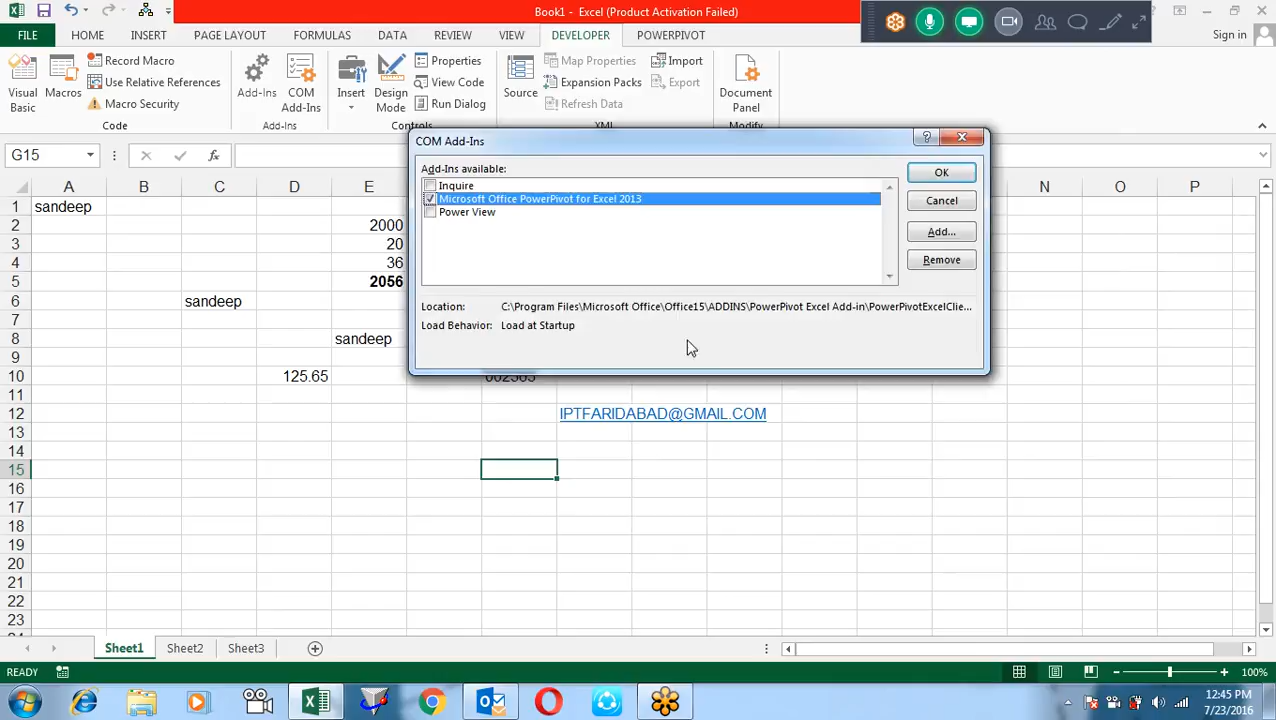 Book1 - Excel (Product Activation Failed)
FILE HOME INSERT PAGE LAYOUT FORMULAS DATA REVIEW VIEW DEVELOPER POWERPIVOT Sign in
Visual Basic
Macros
Record Macro
Use Relative References
Macro Security
Code
Add-Ins
COM Add-Ins
Add-Ins
Insert
Design Mode
Properties
View Code
Run Dialog
Controls
Source
Map Properties
Expansion Packs
Refresh Data
Import
Export
XML
Document Panel
Modify
G15
fx
COM Add-Ins
Add-Ins available:
Inquire
Microsoft Office PowerPivot for Excel 2013
Power View
OK
Cancel
Add...
Remove
Location: C:\Program Files\Microsoft Office\Office15\ADDINS\PowerPivot Excel Add-in\PowerPivotExcelClie...
Load Behavior: Load at Startup
A B C D E N O P
1 sandeep
2 2000
3 20
4 36
5 2056
6 sandeep
7
8 sandeep
9
10 125.65 002365
11
12 IPTFARIDABAD@GMAIL.COM
13
14
15
16
17
18
19
20
21
22
23
Sheet1 Sheet2 Sheet3
READY 100%
12:45 PM
7/23/2016